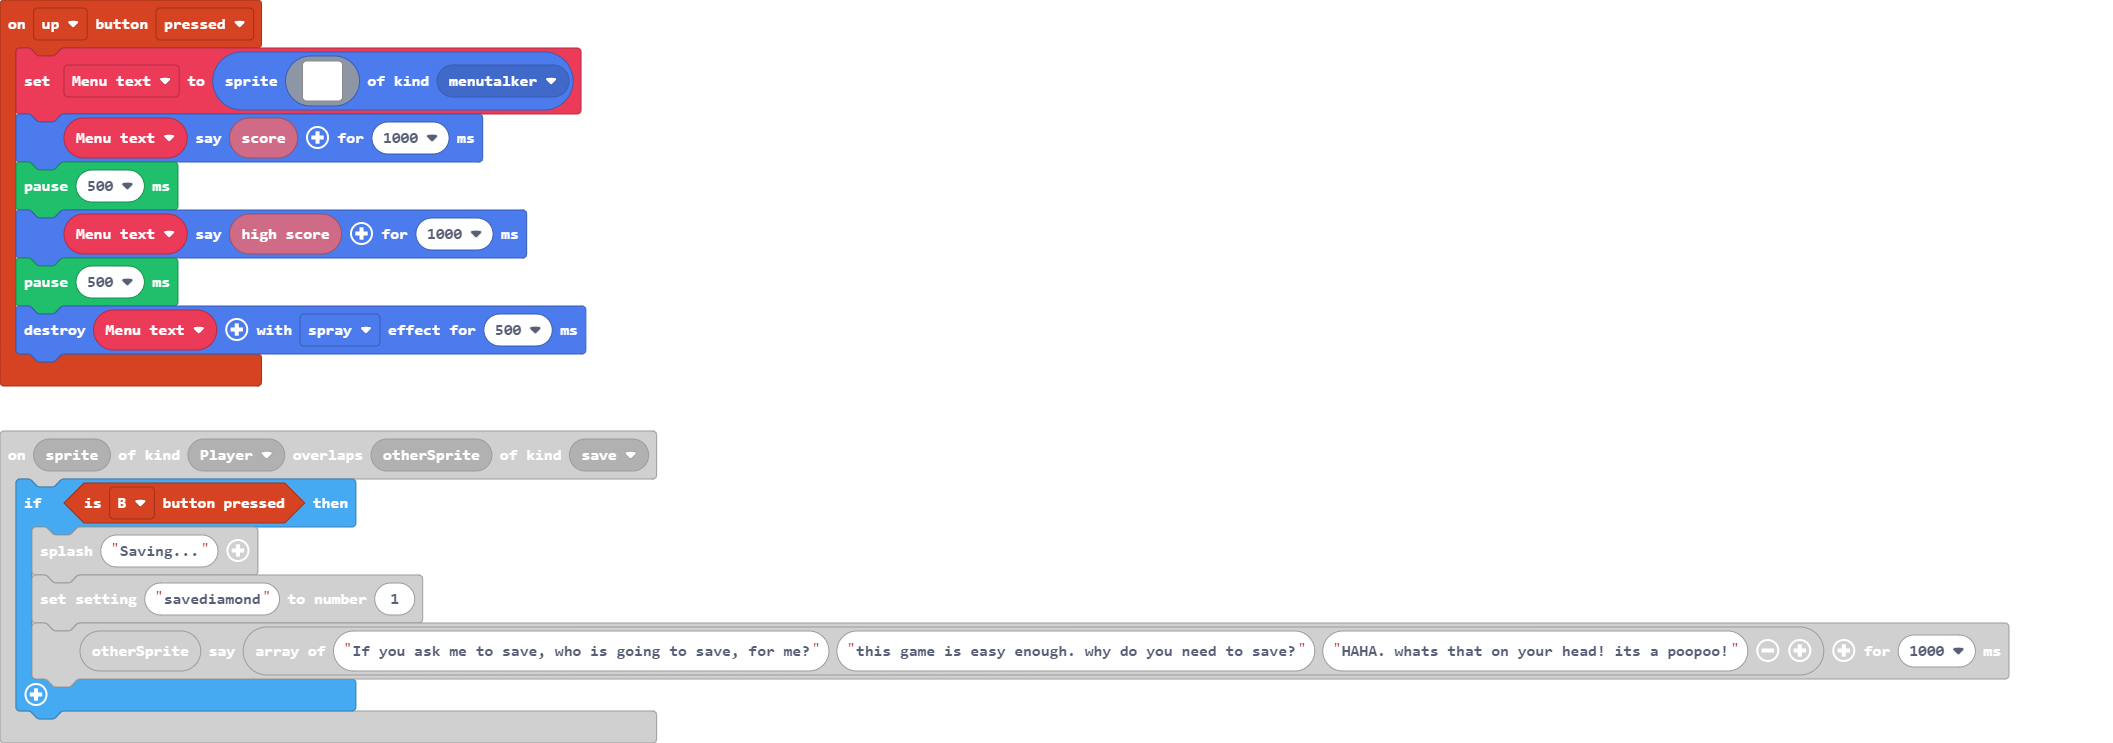 on up button pressed
set Menu text to sprite of kind menutalker
Menu text say score for 1000 ms
pause 500 ms
Menu text say high score for 1000 ms
pause 500 ms
destroy Menu text with spray effect for 500 ms
on sprite of kind Player overlaps otherSprite of kind save
if is B button pressed then
splash "Saving..."
set setting "savediamond" to number 1
otherSprite say array of "If you ask me to save, who is going to save, for me?" "this game is easy enough. why do you need to save?" "HAHA. whats that on your head! its a poopoo!" for 1000 ms